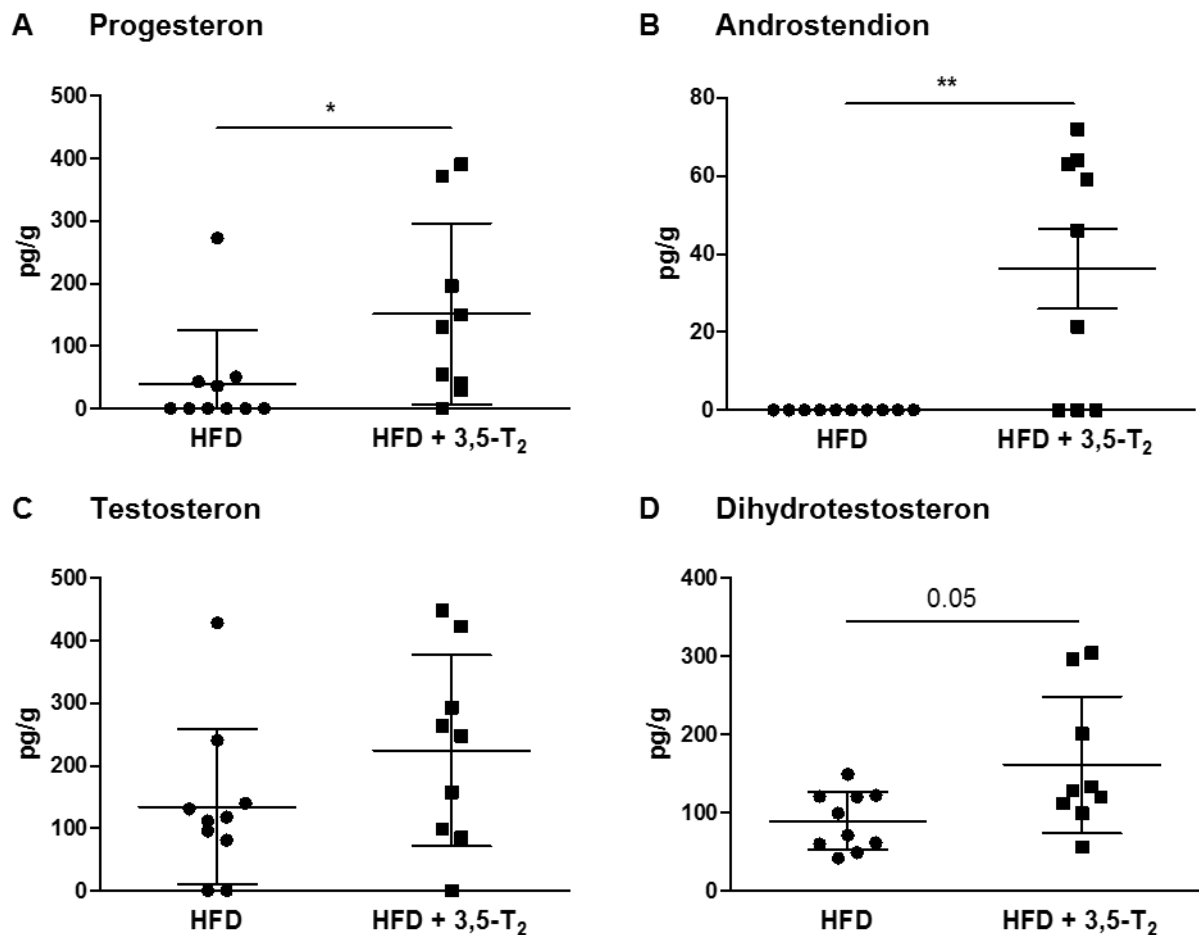 A Progesteron
500
400
300
200
100
0
pg/g
*
HFD
HFD + 3,5-T₂
B Androstendion
80
60
40
20
0
pg/g
**
HFD
HFD + 3,5-T₂
C Testosteron
500
400
300
200
100
0
pg/g
HFD
HFD + 3,5-T₂
D Dihydrotestosteron
400
300
200
100
0
pg/g
0.05
HFD
HFD + 3,5-T₂